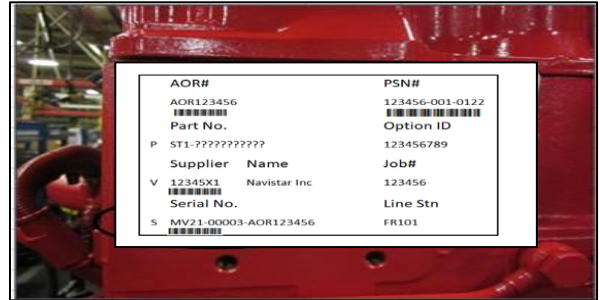 AOR# PSN#
AOR123456 123456-001-0122
Part No. Option ID
P ST1-??????????? 123456789
Supplier Name Job#
V 12345X1 Navistar Inc 123456
Serial No. Line Stn
S MV21-00003-AOR123456 FR101